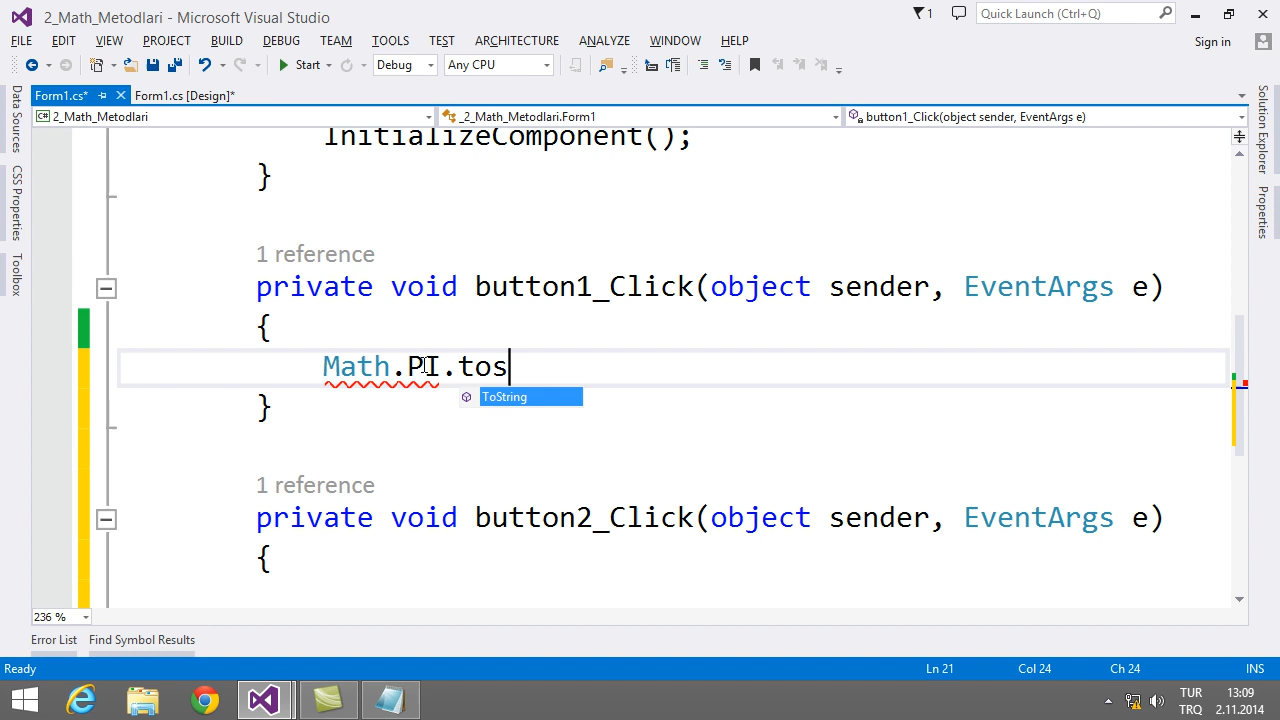 2_Math_Metodlari - Microsoft Visual Studio
1
Quick Launch (Ctrl+Q)
FILE EDIT VIEW PROJECT BUILD DEBUG TEAM TOOLS TEST ARCHITECTURE ANALYZE WINDOW HELP
Sign in
Start Debug Any CPU
Form1.cs* Form1.cs [Design]*
2_Math_Metodlari _2_Math_Metodlari.Form1 button1_Click(object sender, EventArgs e)
Data Sources
CSS Properties
Toolbox
Solution Explorer
Properties
InitializeComponent();
}
1 reference
private void button1_Click(object sender, EventArgs e)
{
Math.PI.tos
ToString
}
1 reference
private void button2_Click(object sender, EventArgs e)
{
236 %
Error List Find Symbol Results
Ready Ln 21 Col 24 Ch 24 INS
TUR 13:09
TRQ 2.11.2014